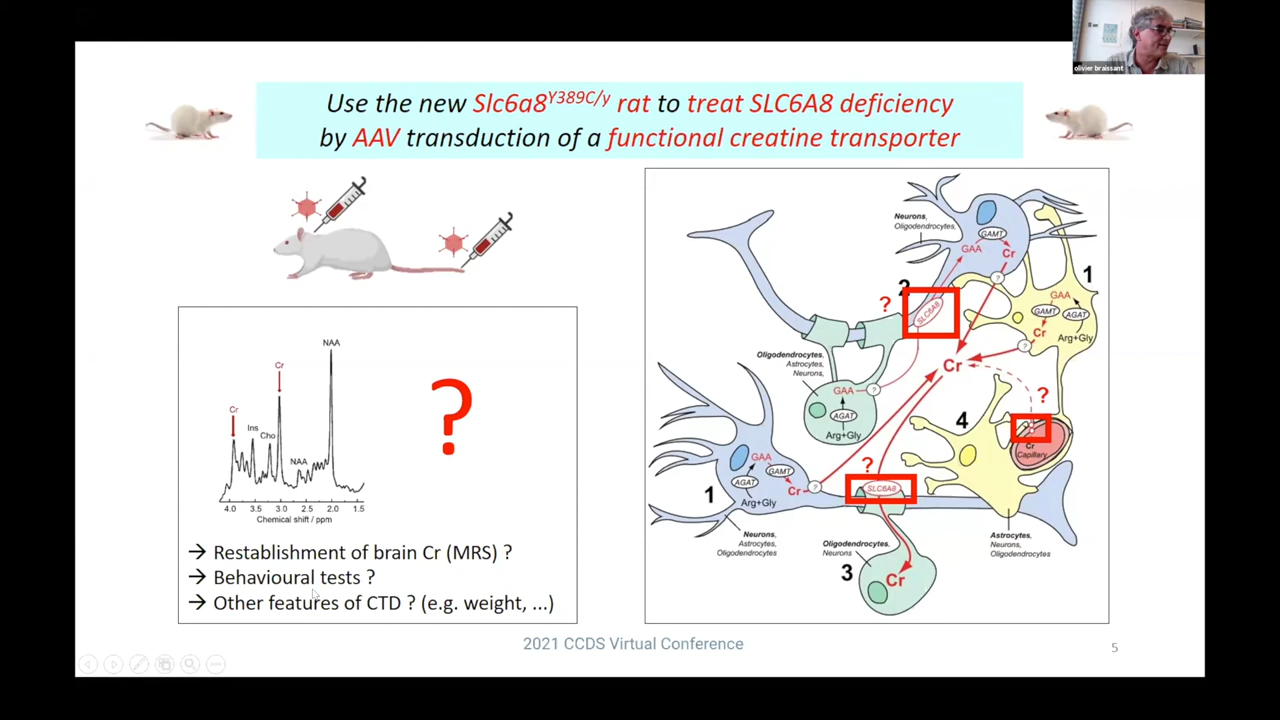 olivier braissant
Use the new Slc6a8Y389C/y rat to treat SLC6A8 deficiency
by AAV transduction of a functional creatine transporter
Cr
Ins
Cho
Cr
NAA
NAA
4.0 3.5 3.0 2.5 2.0 1.5
Chemical shift / ppm
?
→ Restablishment of brain Cr (MRS) ?
→ Behavioural tests ?
→ Other features of CTD ? (e.g. weight, ...)
Neurons,
Oligodendrocytes,
GAMT
GAA
Cr
?
2
?
SLC6A8
1
GAA
GAMT
AGAT
Cr
Arg+Gly
?
Oligodendrocytes,
Astrocytes,
Neurons,
GAA
?
AGAT
Arg+Gly
Cr
?
4
Cr
Capillary
GAA
GAMT
AGAT
Cr
?
Arg+Gly
1
?
SLC6A8
Neurons,
Astrocytes,
Oligodendrocytes
Oligodendrocytes,
Neurons
3
Cr
Astrocytes,
Neurons,
Oligodendrocytes
2021 CCDS Virtual Conference
5